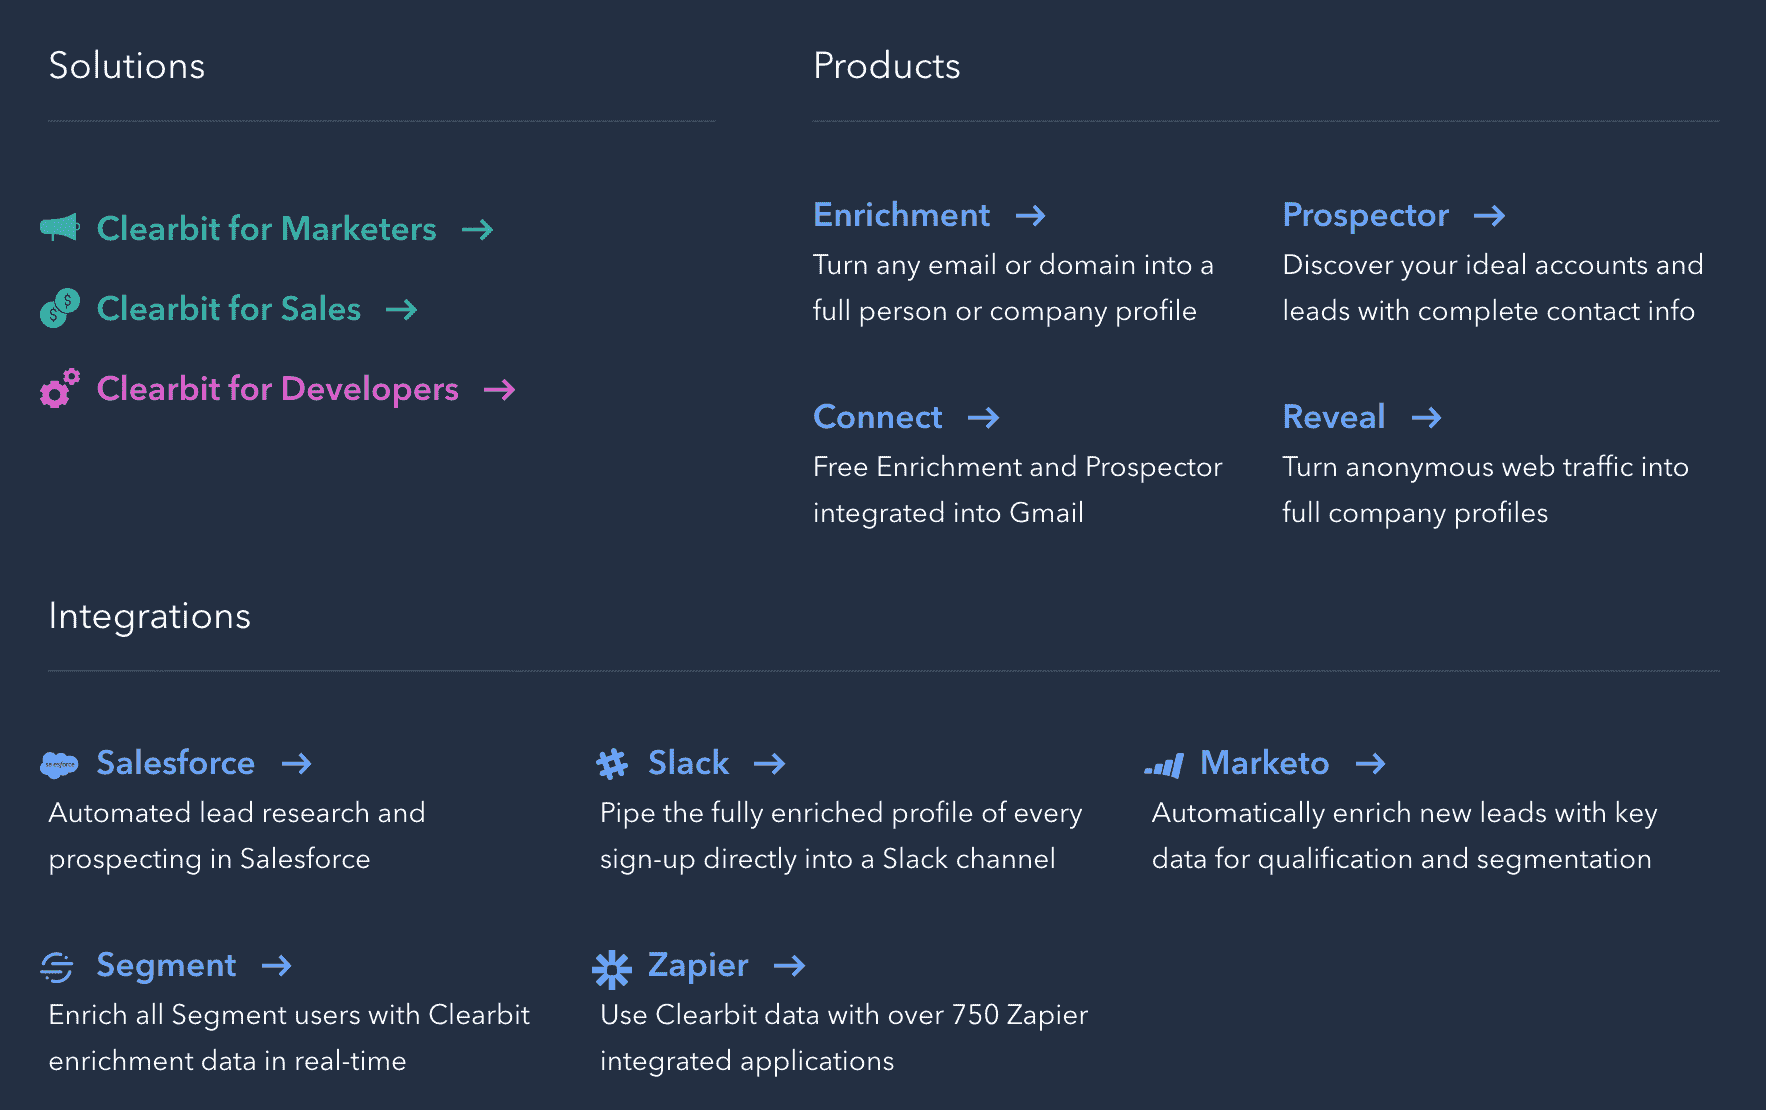 Solutions
Clearbit for Marketers →
Clearbit for Sales →
Clearbit for Developers →
Products
Enrichment →
Turn any email or domain into a
full person or company profile
Prospector →
Discover your ideal accounts and
leads with complete contact info
Connect →
Free Enrichment and Prospector
integrated into Gmail
Reveal →
Turn anonymous web traffic into
full company profiles
Integrations
salesforce
Salesforce →
Automated lead research and
prospecting in Salesforce
Slack →
Pipe the fully enriched profile of every
sign-up directly into a Slack channel
Marketo →
Automatically enrich new leads with key
data for qualification and segmentation
Segment →
Enrich all Segment users with Clearbit
enrichment data in real-time
Zapier →
Use Clearbit data with over 750 Zapier
integrated applications